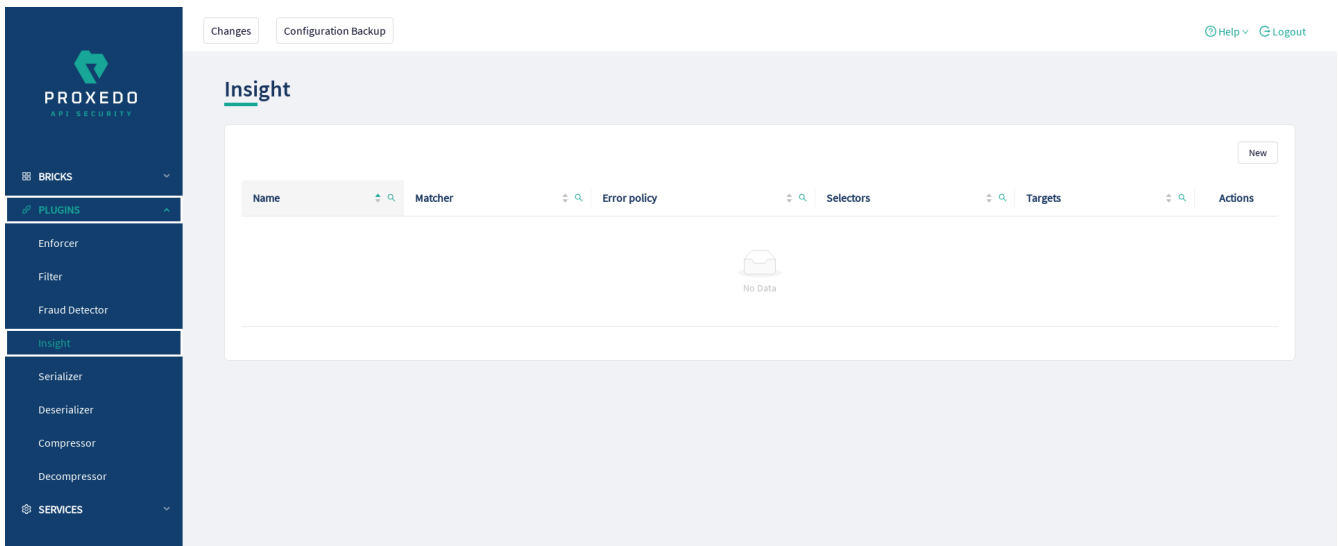 Changes Configuration Backup Help Logout
PROXEDO
API SECURITY
BRICKS
PLUGINS
Enforcer
Filter
Fraud Detector
Insight
Serializer
Deserializer
Compressor
Decompressor
SERVICES
Insight
New
Name Matcher Error policy Selectors Targets Actions
No Data